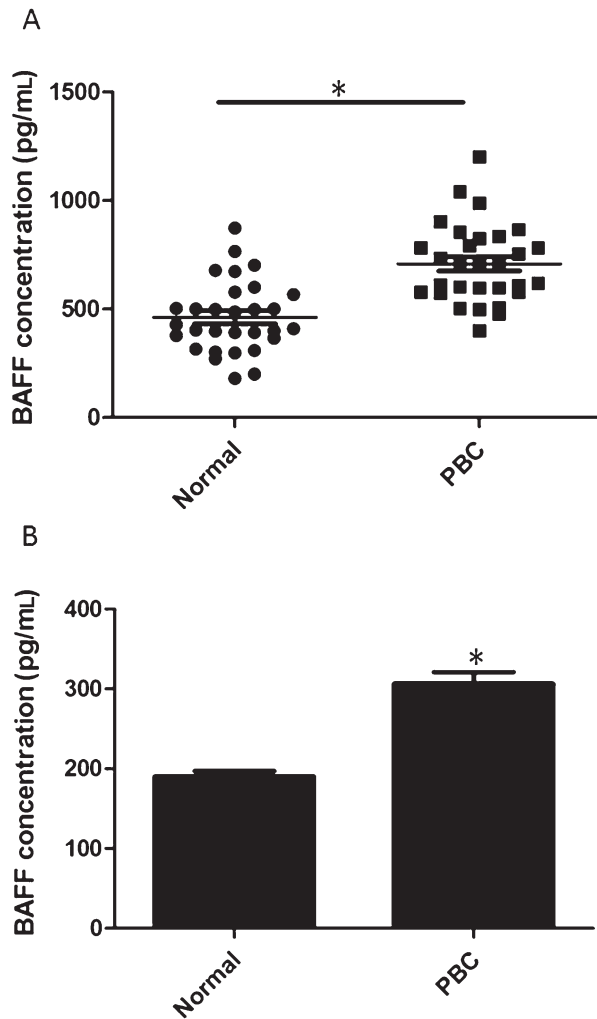 A
BAFF concentration (pg/mL)
1500
1000
500
0
*
Normal
PBC
B
BAFF concentration (pg/mL)
400
300
200
100
0
*
Normal
PBC